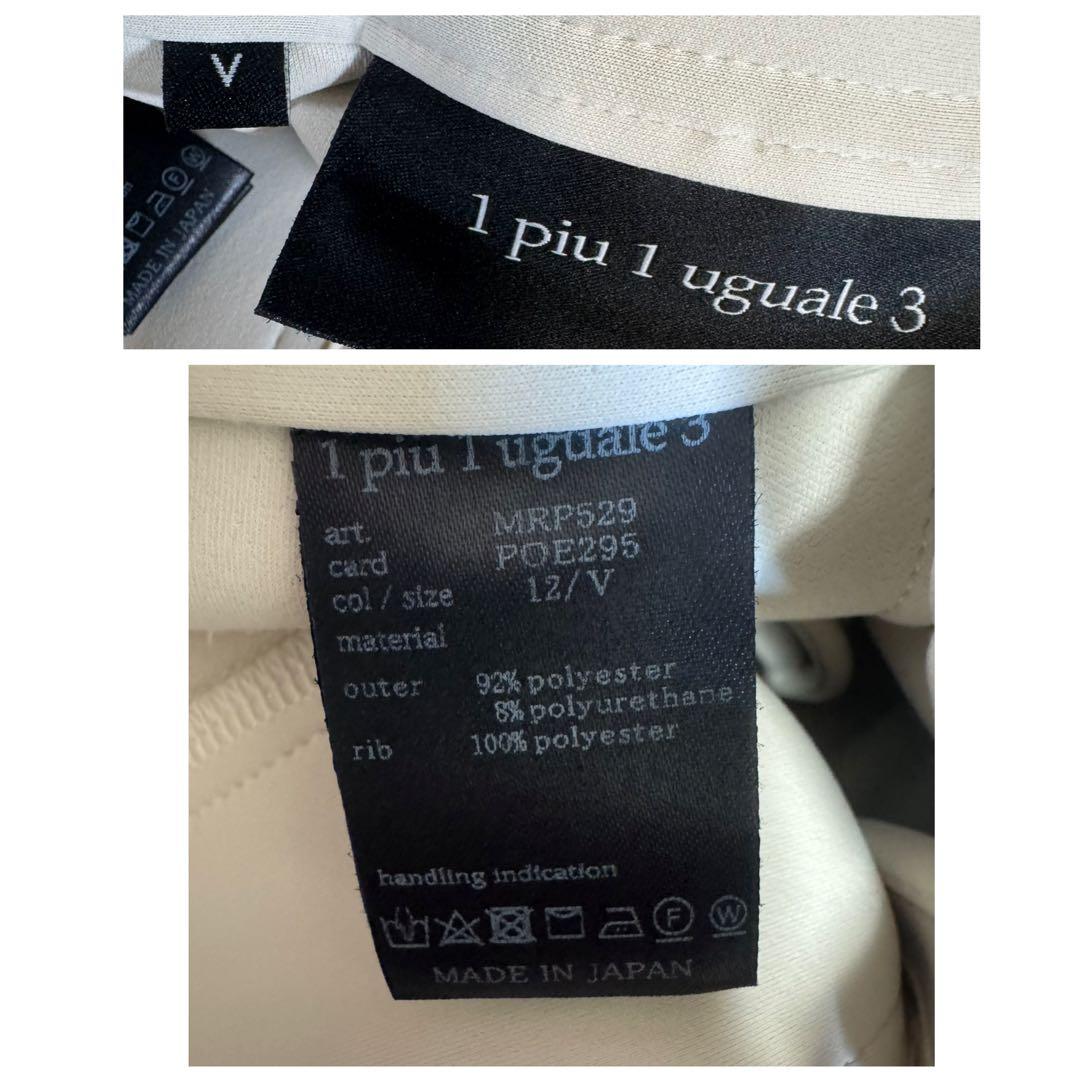 V
MADE IN JAPAN
1 piu 1 uguale 3
1 piu 1 uguale 3
art. MRP529
card POE295
col / size 12/V
material
outer 92% polyester
8% polyurethane
rib 100% polyester
handling indication
F W
MADE IN JAPAN